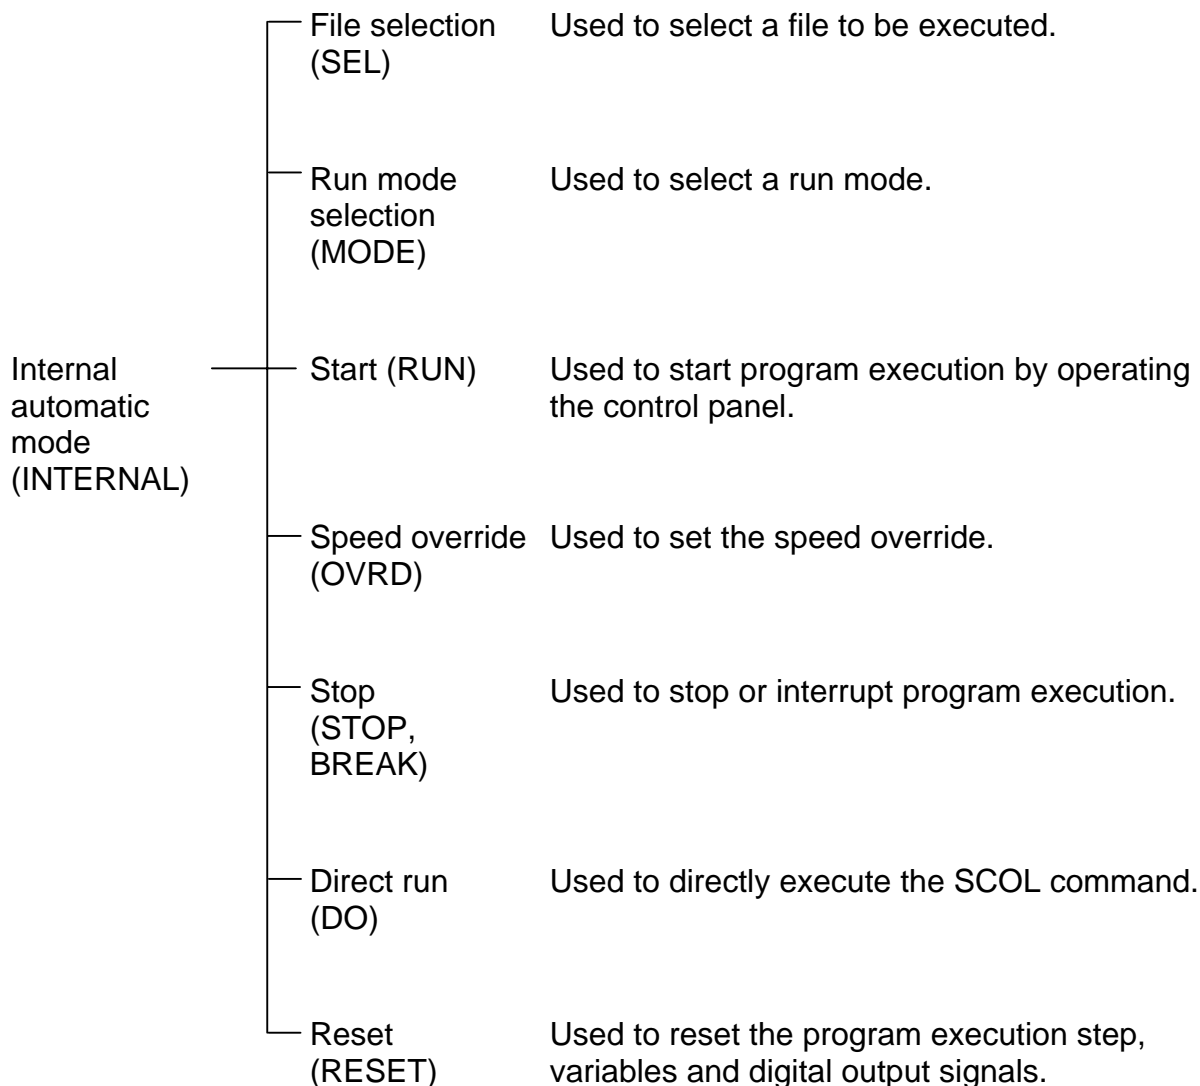 File selection Used to select a file to be executed.
(SEL)
Run mode Used to select a run mode.
selection
(MODE)
Internal Start (RUN) Used to start program execution by operating
automatic the control panel.
mode
(INTERNAL)
Speed override Used to set the speed override.
(OVRD)
Stop Used to stop or interrupt program execution.
(STOP,
BREAK)
Direct run Used to directly execute the SCOL command.
(DO)
Reset Used to reset the program execution step,
(RESET) variables and digital output signals.